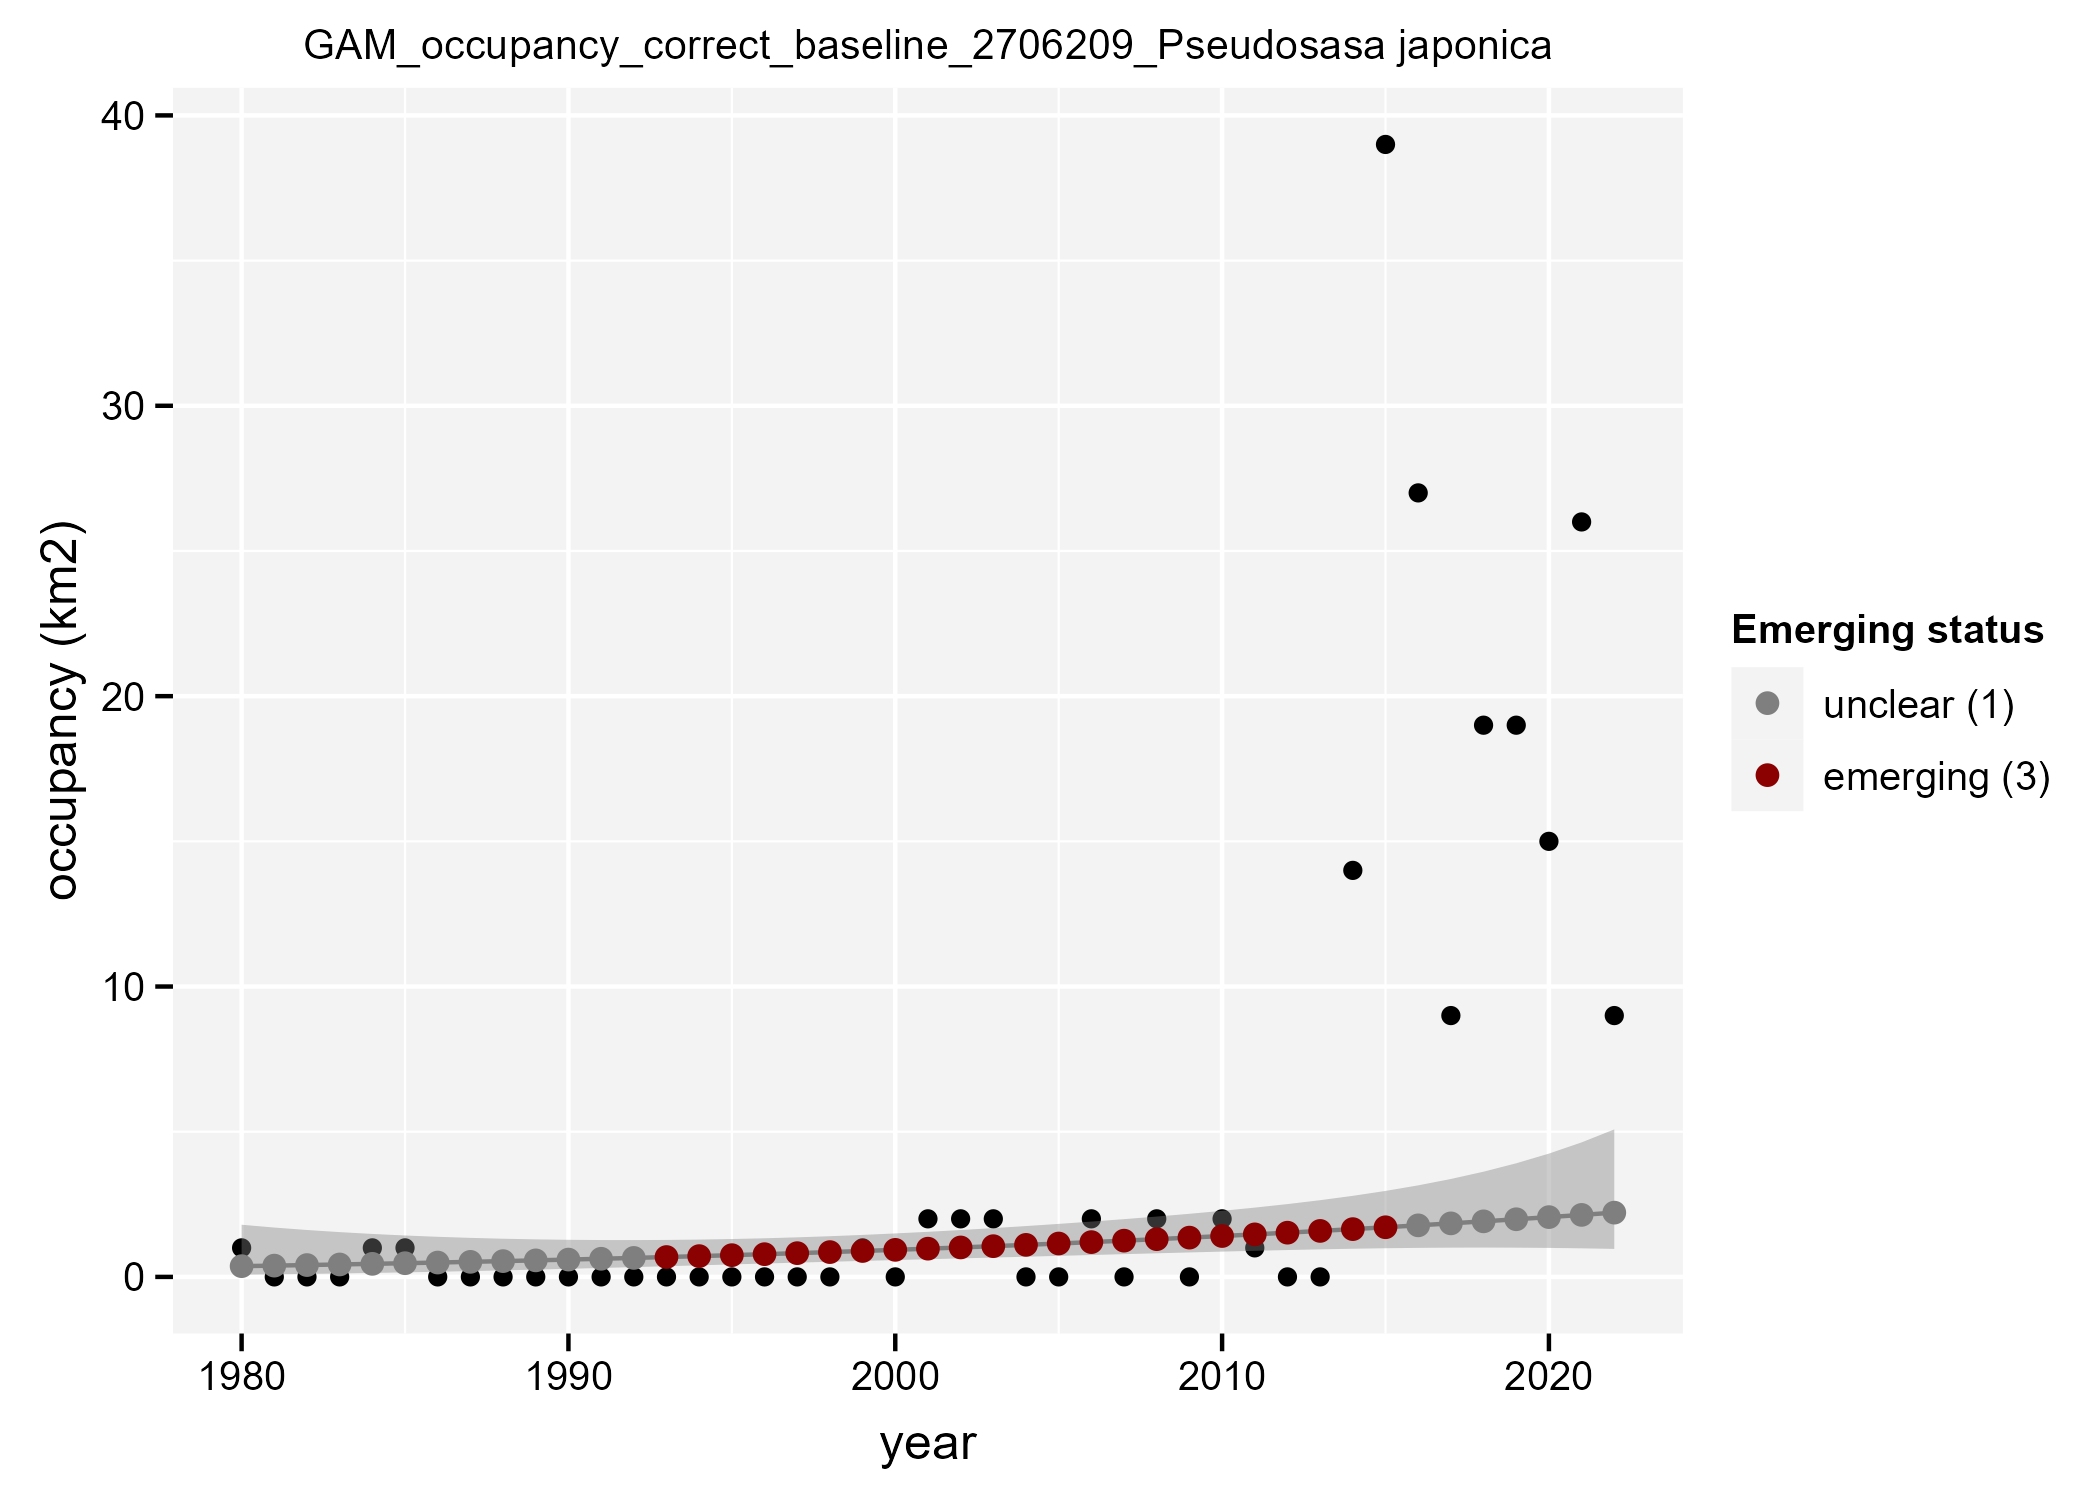 GAM_occupancy_correct_baseline_2706209_Pseudosasa japonica
40
30
20
10
0
occupancy (km2)
1980 1990 2000 2010 2020
year
Emerging status
unclear (1)
emerging (3)